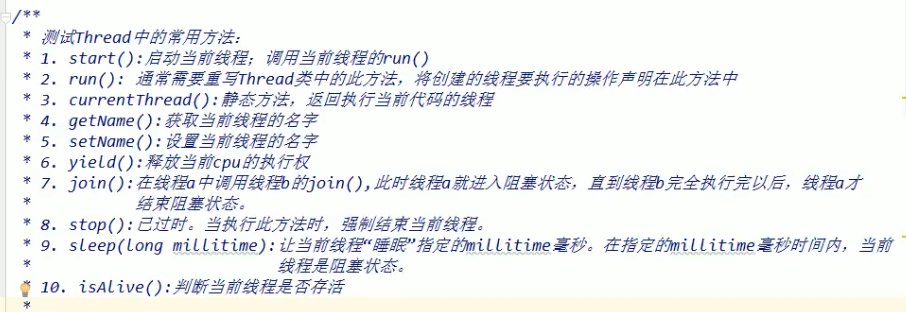 /**
* 测试Thread中的常用方法:
* 1. start():启动当前线程;调用当前线程的run()
* 2. run(): 通常需要重写Thread类中的此方法,将创建的线程要执行的操作声明在此方法中
* 3. currentThread():静态方法,返回执行当前代码的线程
* 4. getName():获取当前线程的名字
* 5. setName():设置当前线程的名字
* 6. yield():释放当前cpu的执行权
* 7. join():在线程a中调用线程b的join(),此时线程a就进入阻塞状态,直到线程b完全执行完以后,线程a才
* 结束阻塞状态。
* 8. stop():已过时。当执行此方法时,强制结束当前线程。
* 9. sleep(long millitime):让当前线程“睡眠”指定的millitime毫秒。在指定的millitime毫秒时间内,当前
* 线程是阻塞状态。
* 10. isAlive():判断当前线程是否存活
*